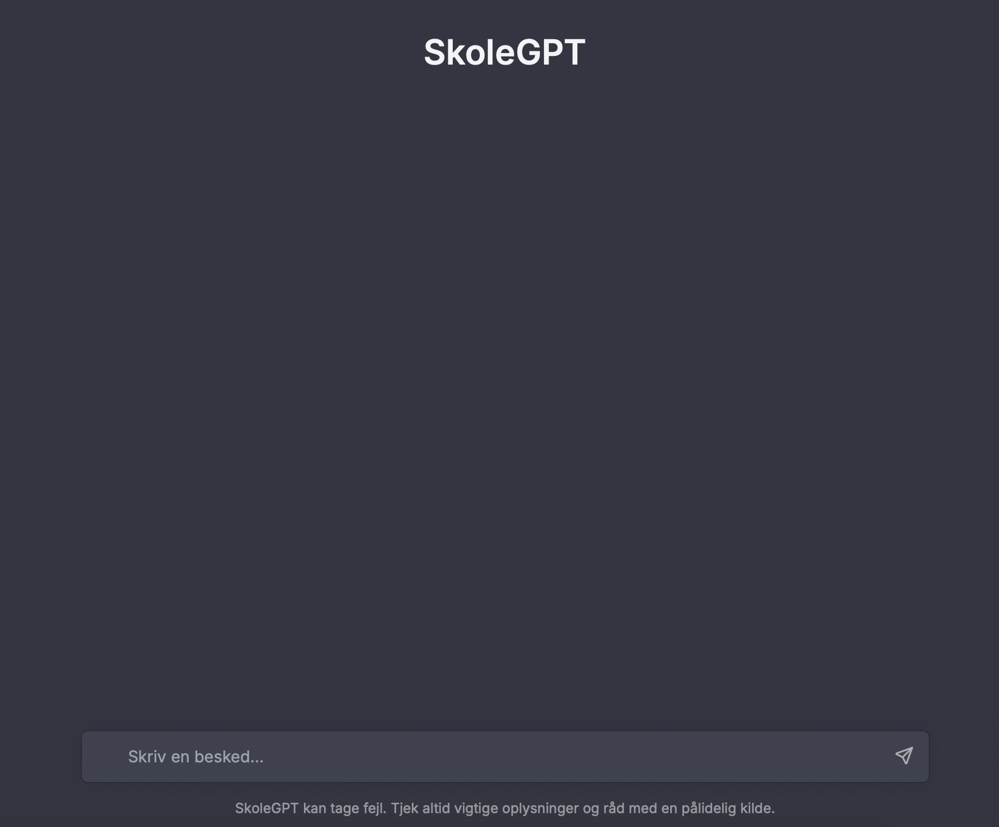 SkoleGPT
Skriv en besked...
SkoleGPT kan tage fejl. Tjek altid vigtige oplysninger og råd med en pålidelig kilde.